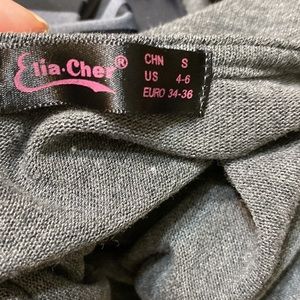 Elia·Cher®
CHN S
US 4-6
EURO 34-36